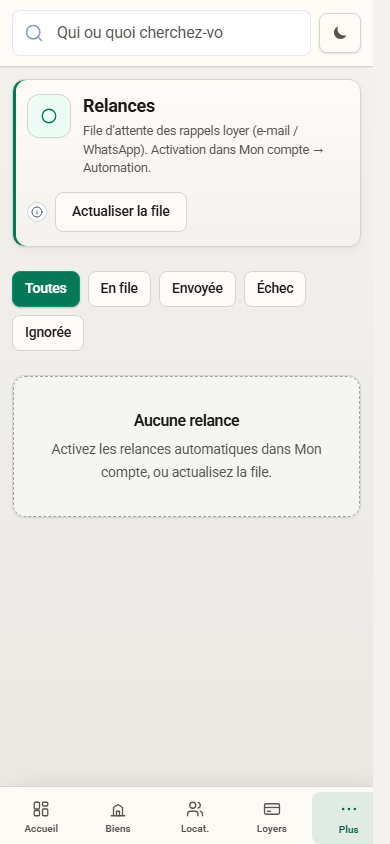 Qui ou quoi cherchez-vo
Relances
File d'attente des rappels loyer (e-mail /
WhatsApp). Activation dans Mon compte →
Automation.
Actualiser la file
Toutes
En file
Envoyée
Échec
Ignorée
Aucune relance
Activez les relances automatiques dans Mon
compte, ou actualisez la file.
Accueil
Biens
Locat.
Loyers
Plus